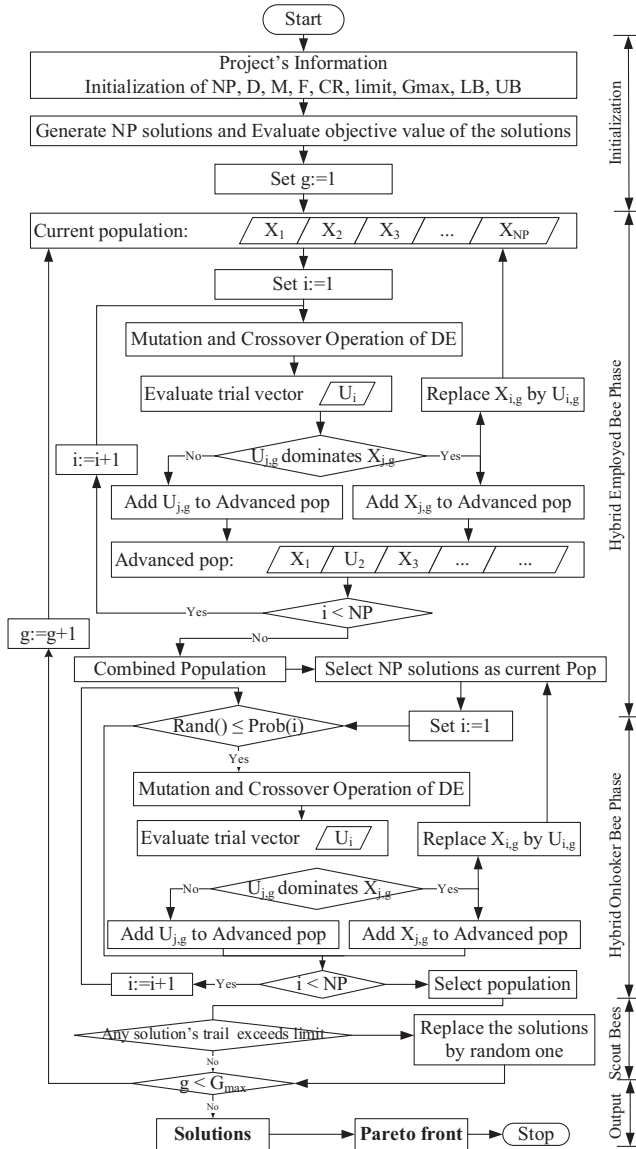 Start
Project's Information
Initialization of NP, D, M, F, CR, limit, Gmax, LB, UB
Generate NP solutions and Evaluate objective value of the solutions
Set g:=1
Initialization
Current population: X1 X2 X3 ... XNP
Set i:=1
Mutation and Crossover Operation of DE
Evaluate trial vector Ui
Replace Xi,g by Ui,g
i:=i+1
No
Uj,g dominates Xj,g
Yes
Add Uj,g to Advanced pop
Add Xj,g to Advanced pop
Advanced pop: X1 U2 X3 ... ...
Yes
i < NP
g:=g+1
No
Hybrid Employed Bee Phase
Combined Population
Select NP solutions as current Pop
Rand() ≤ Prob(i)
Set i:=1
Yes
Mutation and Crossover Operation of DE
Evaluate trial vector Ui
Replace Xi,g by Ui,g
No
Uj,g dominates Xj,g
Yes
Add Uj,g to Advanced pop
Add Xj,g to Advanced pop
i:=i+1
Yes
i < NP
Select population
Hybrid Onlooker Bee Phase
Any solution's trail exceeds limit
Replace the solutions
by random one
No
Scout Bees
g < Gmax
No
Solutions
Pareto front
Stop
Output